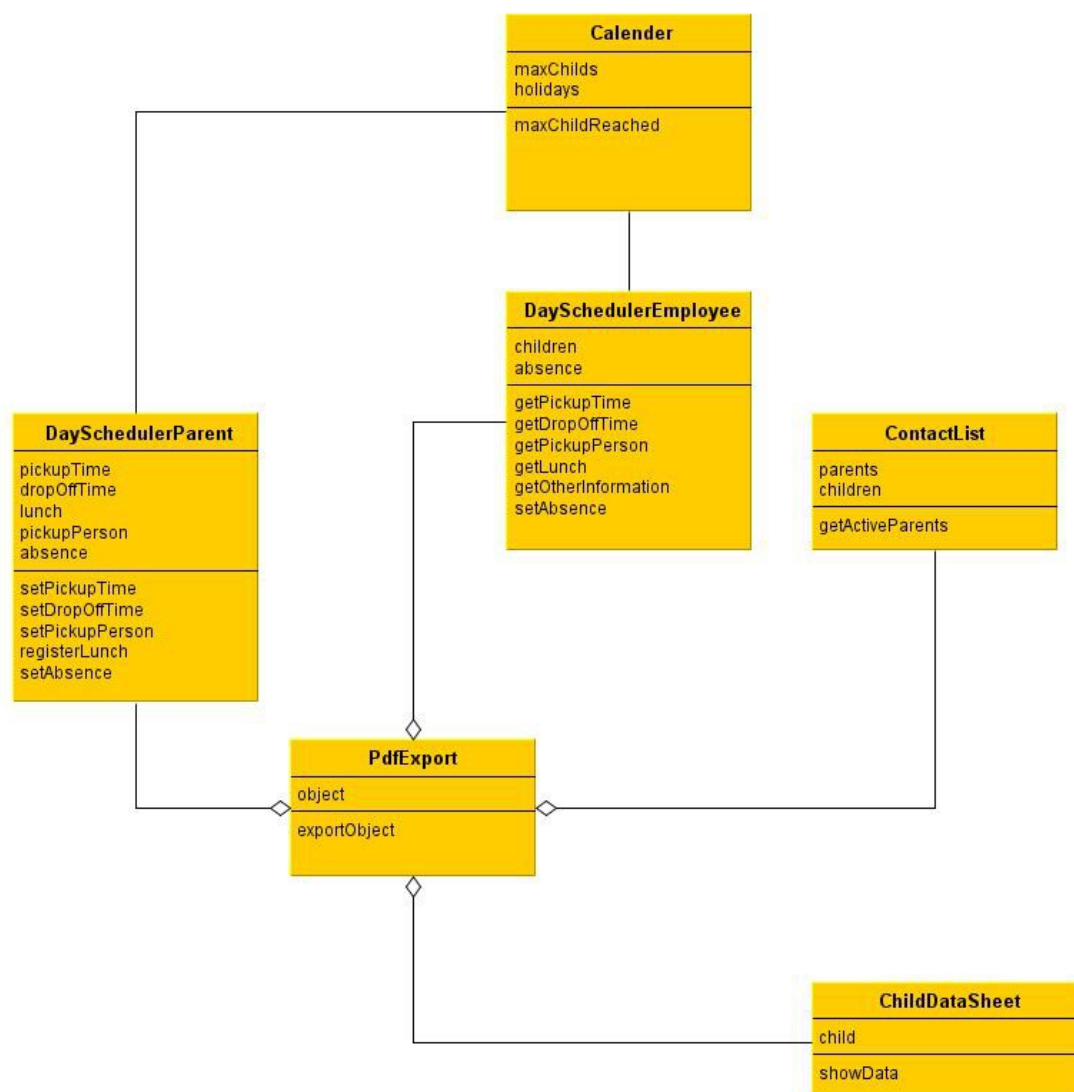 Calender
maxChilds
holidays
maxChildReached
DaySchedulerEmployee
children
absence
getPickupTime
getDropOffTime
getPickupPerson
getLunch
getOtherInformation
setAbsence
DaySchedulerParent
pickupTime
dropOffTime
lunch
pickupPerson
absence
setPickupTime
setDropOffTime
setPickupPerson
registerLunch
setAbsence
ContactList
parents
children
getActiveParents
PdfExport
object
exportObject
ChildDataSheet
child
showData